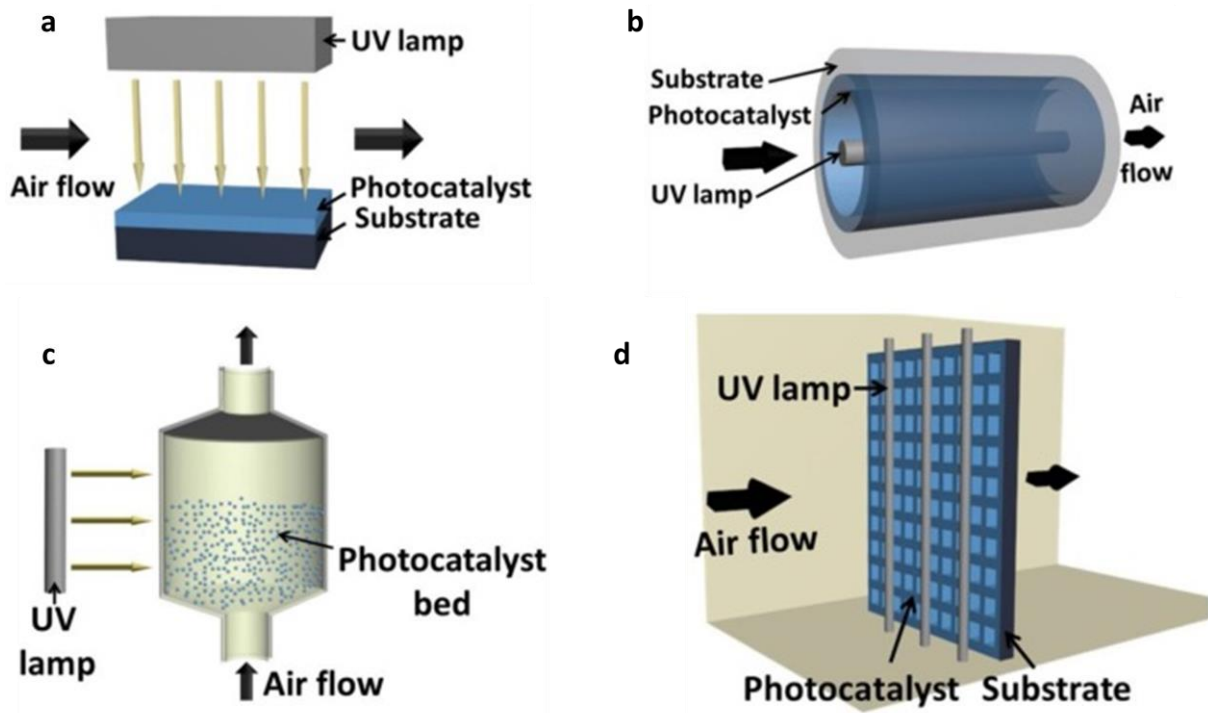 a
UV lamp
Air flow
Photocatalyst
Substrate
b
Substrate
Photocatalyst
UV lamp
Air
flow
c
UV
lamp
Photocatalyst
bed
Air flow
d
UV lamp
Air flow
Photocatalyst
Substrate